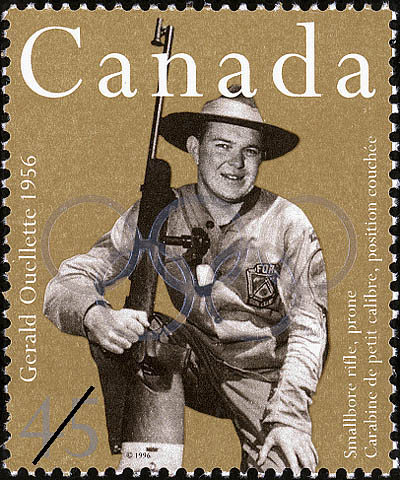 Canada
Gerald Ouellette 1956
Smallbore rifle, prone
Carabine de petit calibre, position couchée
45
© 1996